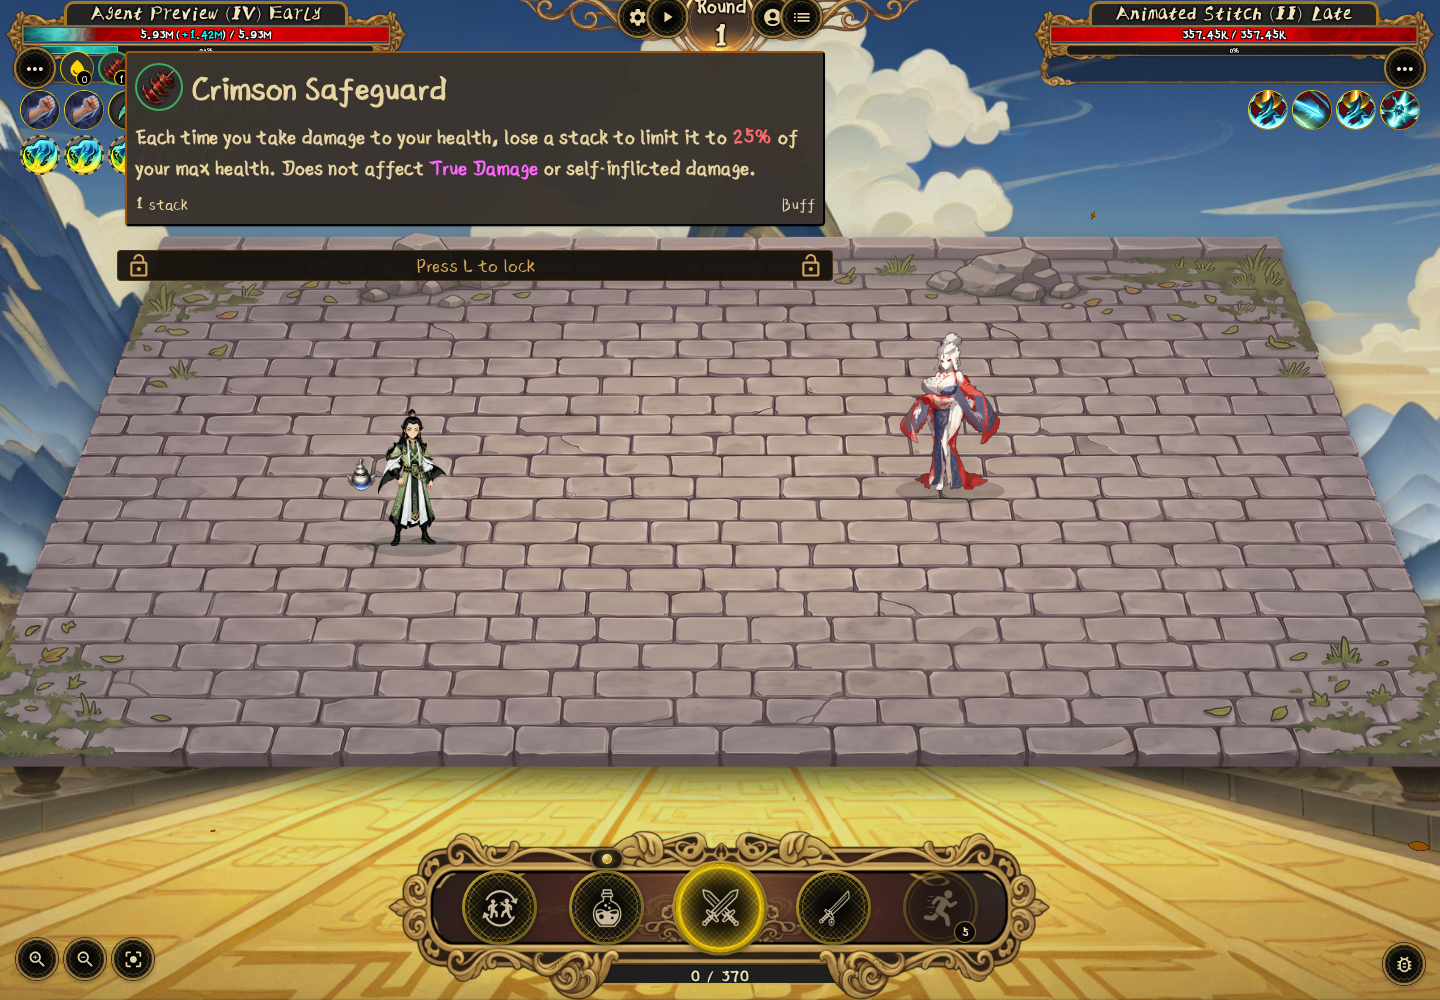 Agent Preview (IV) Early
5.93M (+1.42M) / 5.93M
0
Round
1
Animated Stitch (II) Late
357.45K / 357.45K
0%
Crimson Safeguard
Each time you take damage to your health, lose a stack to limit it to 25% of
your max health. Does not affect True Damage or self-inflicted damage.
1 stack
Buff
Press L to lock
5
0 / 370